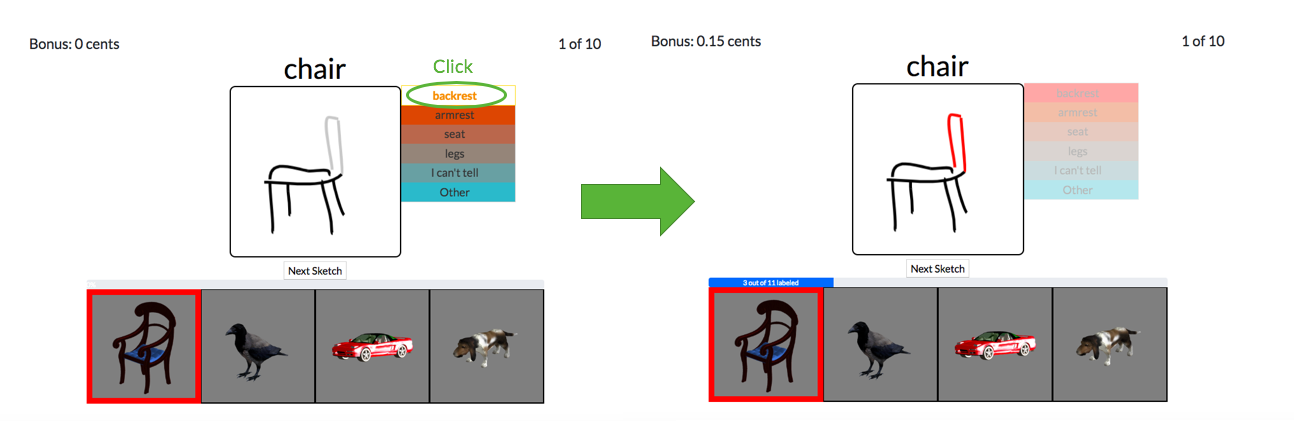 Bonus: 0 cents
1 of 10
chair
Click
backrest
armrest
seat
legs
I can't tell
Other
Next Sketch
Bonus: 0.15 cents
1 of 10
chair
backrest
armrest
seat
legs
I can't tell
Other
Next Sketch
3 out of 11 labeled